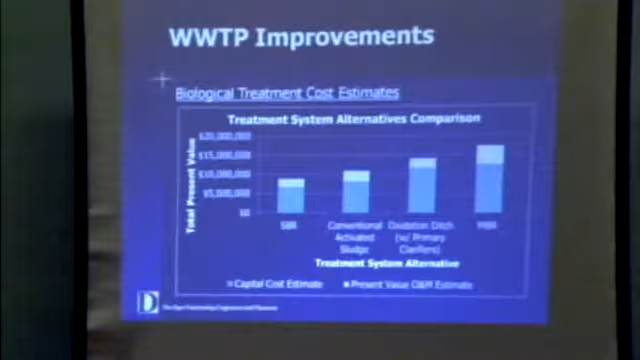 WWTP Improvements
Biological Treatment Cost Estimates
Treatment System Alternatives Comparison
Total Present Value
$20,000,000
$15,000,000
$10,000,000
$5,000,000
$0
SBR
Conventional
Activated
Sludge
Oxidation Ditch
(w/ Primary
Clarifiers)
MBR
Treatment System Alternative
Capital Cost Estimate
Present Value O&M Estimate
D